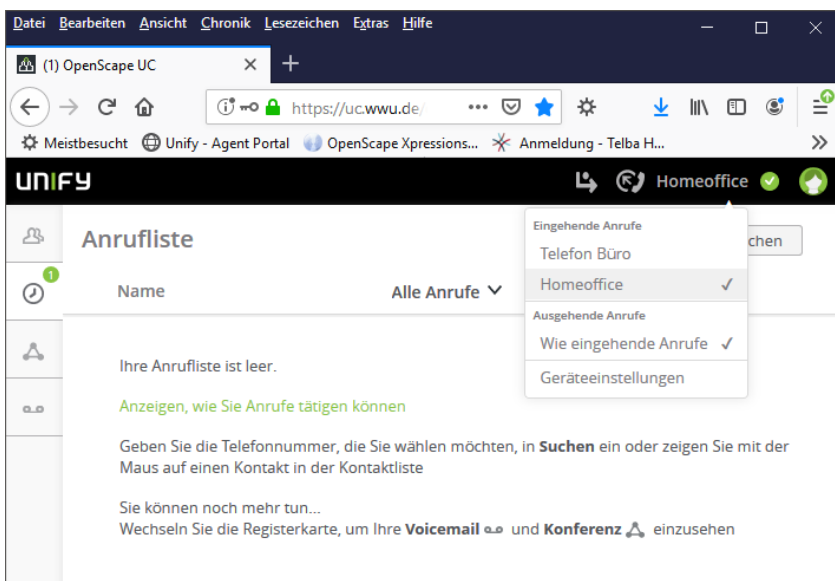 Datei Bearbeiten Ansicht Chronik Lesezeichen Extras Hilfe
(1) OpenScape UC
https://uc.wwu.de/
Meistbesucht Unify - Agent Portal OpenScape Xpressions... Anmeldung - Telba H...
UNIFY Homeoffice
Anrufliste
chen
Eingehende Anrufe
Telefon Büro
Homeoffice
Ausgehende Anrufe
Wie eingehende Anrufe
Geräteeinstellungen
1
Name Alle Anrufe
Ihre Anrufliste ist leer.
Anzeigen, wie Sie Anrufe tätigen können
Geben Sie die Telefonnummer, die Sie wählen möchten, in Suchen ein oder zeigen Sie mit der
Maus auf einen Kontakt in der Kontaktliste
Sie können noch mehr tun...
Wechseln Sie die Registerkarte, um Ihre Voicemail und Konferenz einzusehen